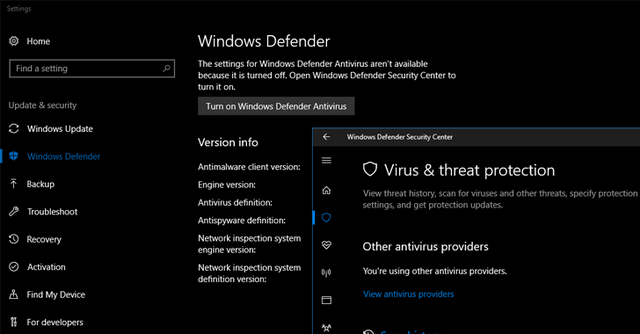 Settings
Home
Find a setting
Update & security
Windows Update
Windows Defender
Backup
Troubleshoot
Recovery
Activation
Find My Device
For developers
Windows Defender
The settings for Windows Defender Antivirus aren't available
because it is turned off. Open Windows Defender Security Center to
turn it on.
Turn on Windows Defender Antivirus
Version info
Antimalware client version:
Engine version:
Antivirus definition:
Antispyware definition:
Network inspection system
engine version:
Network inspection system
definition version:
Windows Defender Security Center
Virus & threat protection
View threat history, scan for viruses and other threats, specify protection
settings, and get protection updates.
Other antivirus providers
You're using other antivirus providers.
View antivirus providers